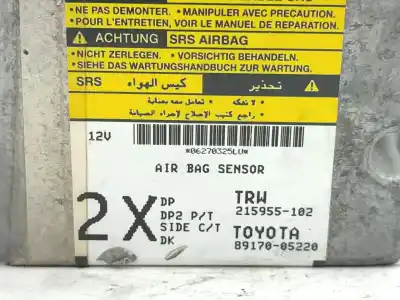 •NE PAS DEMONTER. •MANIPULER AVEC PRECAUTION.
•POUR L'ENTRETIEN, VOIR LE MANUEL DE REPARATION.
ACHTUNG SRS AIRBAG
•NICHT ZERLEGEN. •VORSICHTIG BEHANDELN.
•SIEHE DAS WARTUNGSHANDBUCH ZUR WARTUNG.
SRS كيس الهواء تحذير
• لا تفكه • تعامل معه بعناية
• راجع كتيب الإصلاح لإجراء الصيانة
12V
*06270325LU*
AIR BAG SENSOR
2X
DP
DP2 P/T
SIDE C/T
DK
TRW
215955-102
TOYOTA
89170-05220